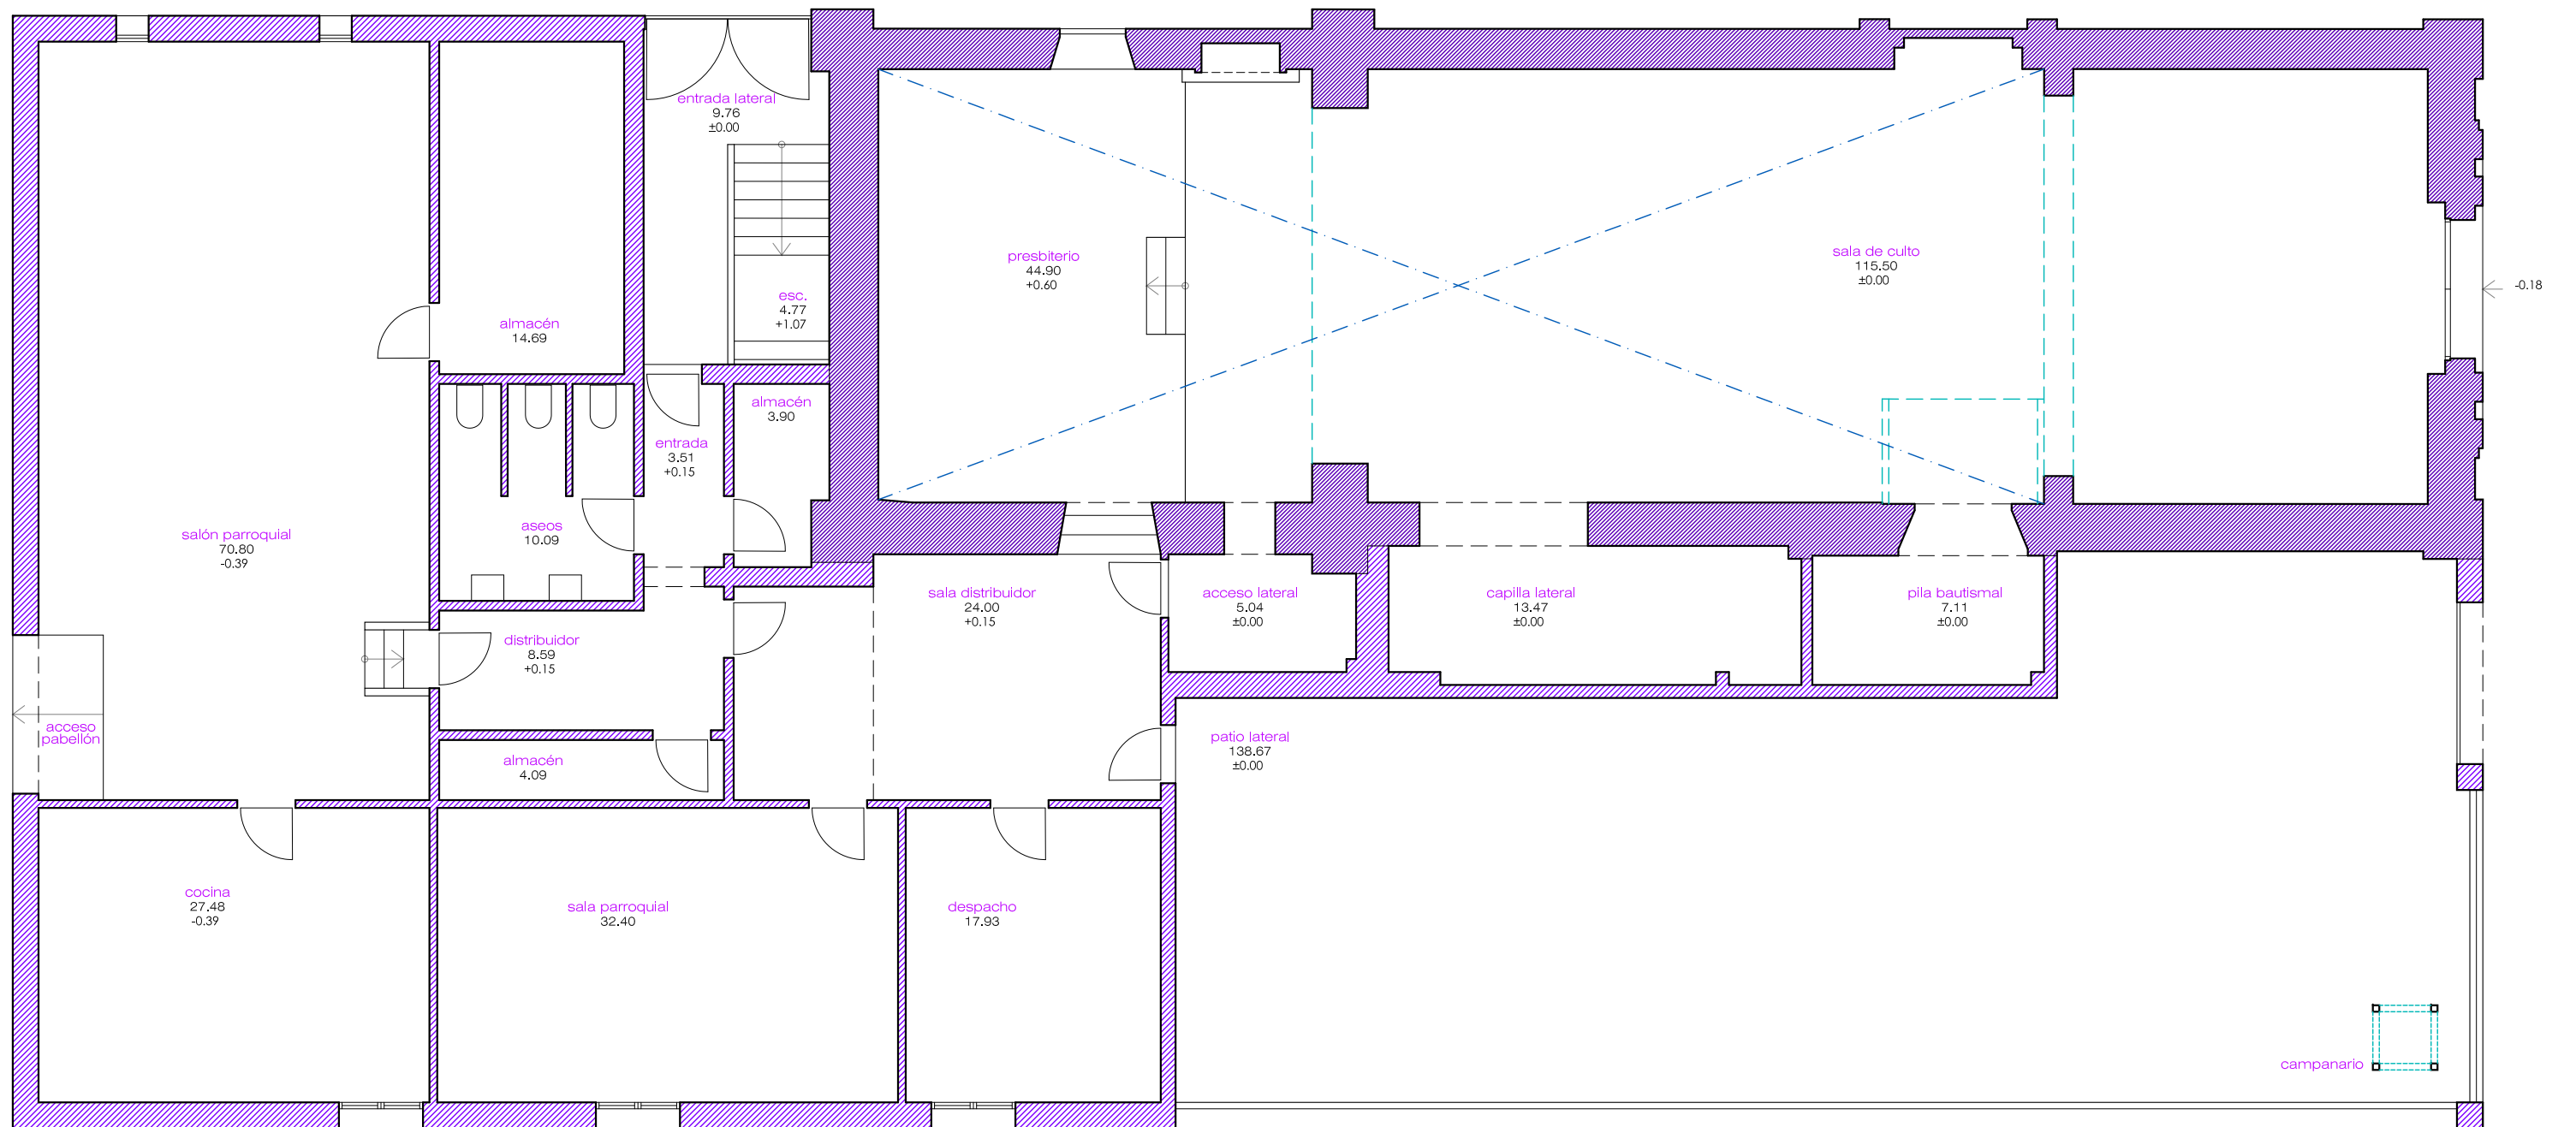 entrada lateral
9.76
±0.00
presbiterio
44.90
+0.60
sala de culto
115.50
±0.00
-0.18
esc.
4.77
+1.07
almacén
14.69
almacén
3.90
entrada
3.51
+0.15
salón parroquial
70.80
-0.39
aseos
10.09
sala distribuidor
24.00
+0.15
acceso lateral
5.04
±0.00
capilla lateral
13.47
±0.00
pila bautismal
7.11
±0.00
distribuidor
8.59
+0.15
acceso
pabellón
patio lateral
138.67
±0.00
almacén
4.09
cocina
27.48
-0.39
sala parroquial
32.40
despacho
17.93
campanario